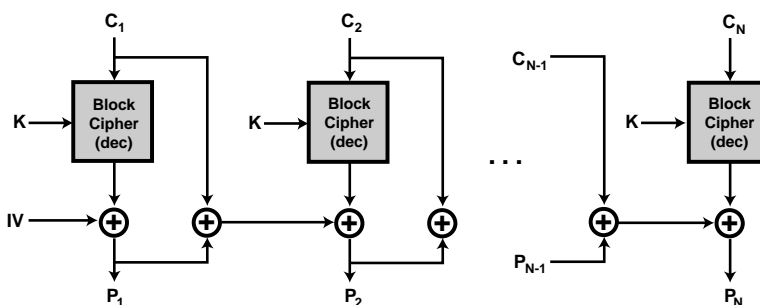 C1 C2 CN
CN-1
Block Cipher (dec)
Block Cipher (dec)
Block Cipher (dec)
K K K
. . .
IV
PN-1
P1 P2 PN